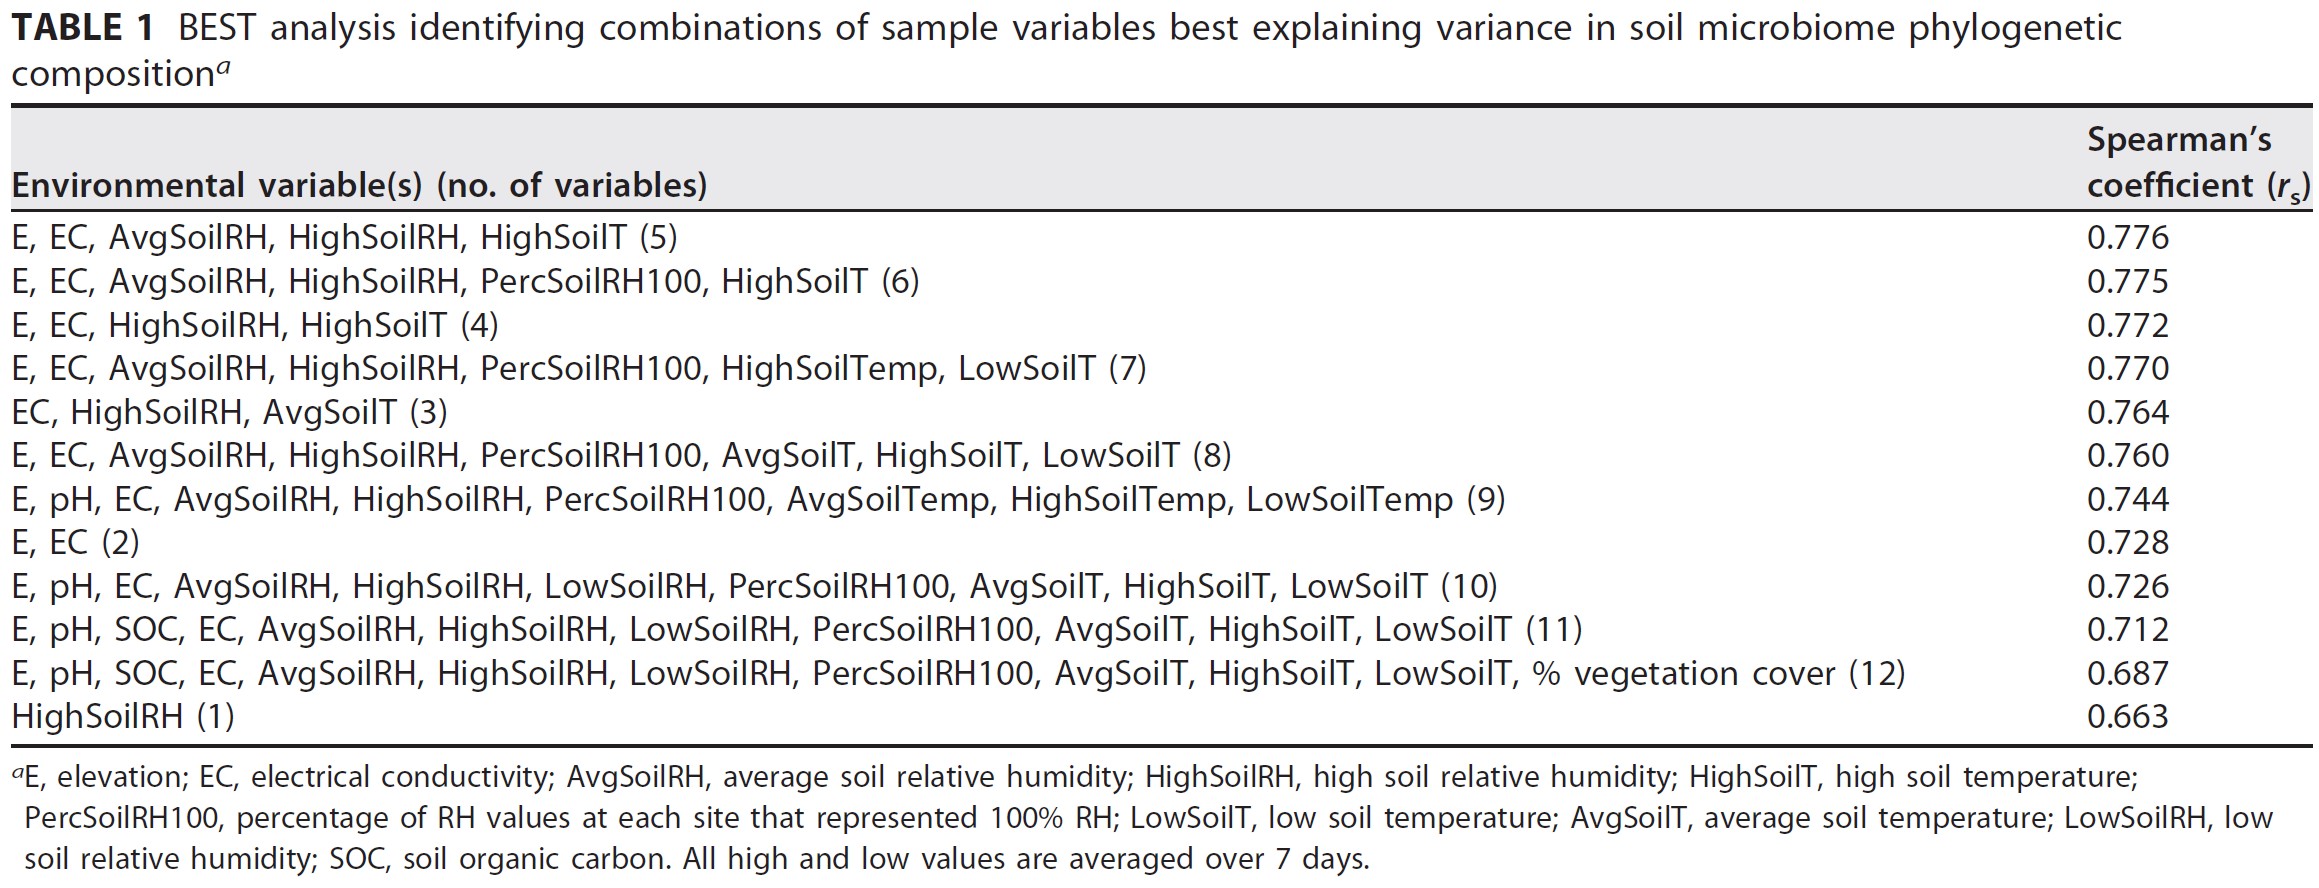 TABLE 1 BEST analysis identifying combinations of sample variables best explaining variance in soil microbiome phylogenetic
composition^a
Environmental variable(s) (no. of variables) Spearman’s coefficient (r_s)
E, EC, AvgSoilRH, HighSoilRH, HighSoilT (5) 0.776
E, EC, AvgSoilRH, HighSoilRH, PercSoilRH100, HighSoilT (6) 0.775
E, EC, HighSoilRH, HighSoilT (4) 0.772
E, EC, AvgSoilRH, HighSoilRH, PercSoilRH100, HighSoilTemp, LowSoilT (7) 0.770
EC, HighSoilRH, AvgSoilT (3) 0.764
E, EC, AvgSoilRH, HighSoilRH, PercSoilRH100, AvgSoilT, HighSoilT, LowSoilT (8) 0.760
E, pH, EC, AvgSoilRH, HighSoilRH, PercSoilRH100, AvgSoilTemp, HighSoilTemp, LowSoilTemp (9) 0.744
E, EC (2) 0.728
E, pH, EC, AvgSoilRH, HighSoilRH, LowSoilRH, PercSoilRH100, AvgSoilT, HighSoilT, LowSoilT (10) 0.726
E, pH, SOC, EC, AvgSoilRH, HighSoilRH, LowSoilRH, PercSoilRH100, AvgSoilT, HighSoilT, LowSoilT (11) 0.712
E, pH, SOC, EC, AvgSoilRH, HighSoilRH, LowSoilRH, PercSoilRH100, AvgSoilT, HighSoilT, LowSoilT, % vegetation cover (12) 0.687
HighSoilRH (1) 0.663
^aE, elevation; EC, electrical conductivity; AvgSoilRH, average soil relative humidity; HighSoilRH, high soil relative humidity; HighSoilT, high soil temperature;
PercSoilRH100, percentage of RH values at each site that represented 100% RH; LowSoilT, low soil temperature; AvgSoilT, average soil temperature; LowSoilRH, low
soil relative humidity; SOC, soil organic carbon. All high and low values are averaged over 7 days.